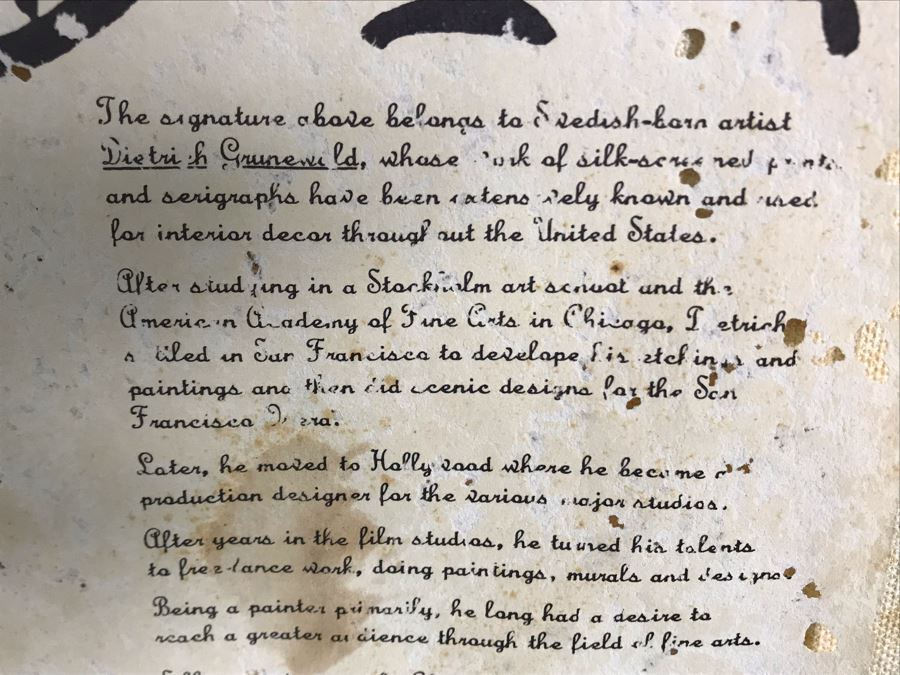 The signature above belongs to Swedish-born artist
Dietrich Grunewald, whose work of silk-screened prints
and serigraphs have been extensively known and used
for interior decor throughout the United States.
After studying in a Stockholm art school and the
American Academy of Fine Arts in Chicago, Dietrich
settled in San Francisco to develope his etchings and
paintings and then did scenic designs for the San
Francisco Opera.
Later, he moved to Hollywood where he became
production designer for the various major studios.
After years in the film studios, he turned his talents
to free-lance work, doing paintings, murals and designs.
Being a painter primarily, he long had a desire to
reach a greater audience through the field of fine arts.